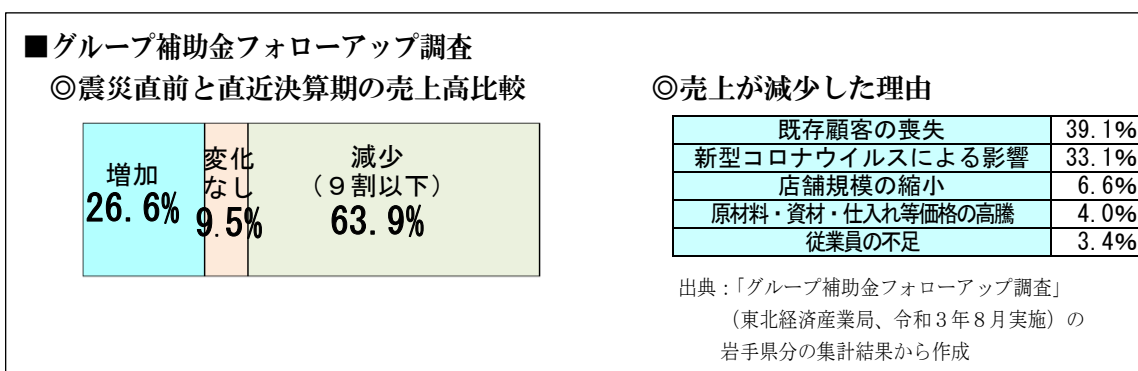 ■グループ補助金フォローアップ調査
◎震災直前と直近決算期の売上高比較
増加
26.6%
変化
なし
9.5%
減少
(9割以下)
63.9%
◎売上が減少した理由
既存顧客の喪失 39.1%
新型コロナウイルスによる影響 33.1%
店舗規模の縮小 6.6%
原材料・資材・仕入れ等価格の高騰 4.0%
従業員の不足 3.4%
出典:「グループ補助金フォローアップ調査」
(東北経済産業局、令和3年8月実施)の
岩手県分の集計結果から作成